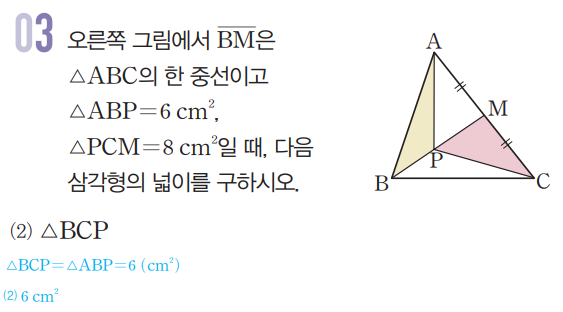 03 오른쪽 그림에서 BM은
△ABC의 한 중선이고
△ABP=6 cm²,
△PCM=8 cm²일 때, 다음
삼각형의 넓이를 구하시오.
A
M
P
B
C
(2) △BCP
△BCP=△ABP=6 (cm²)
(2) 6 cm²